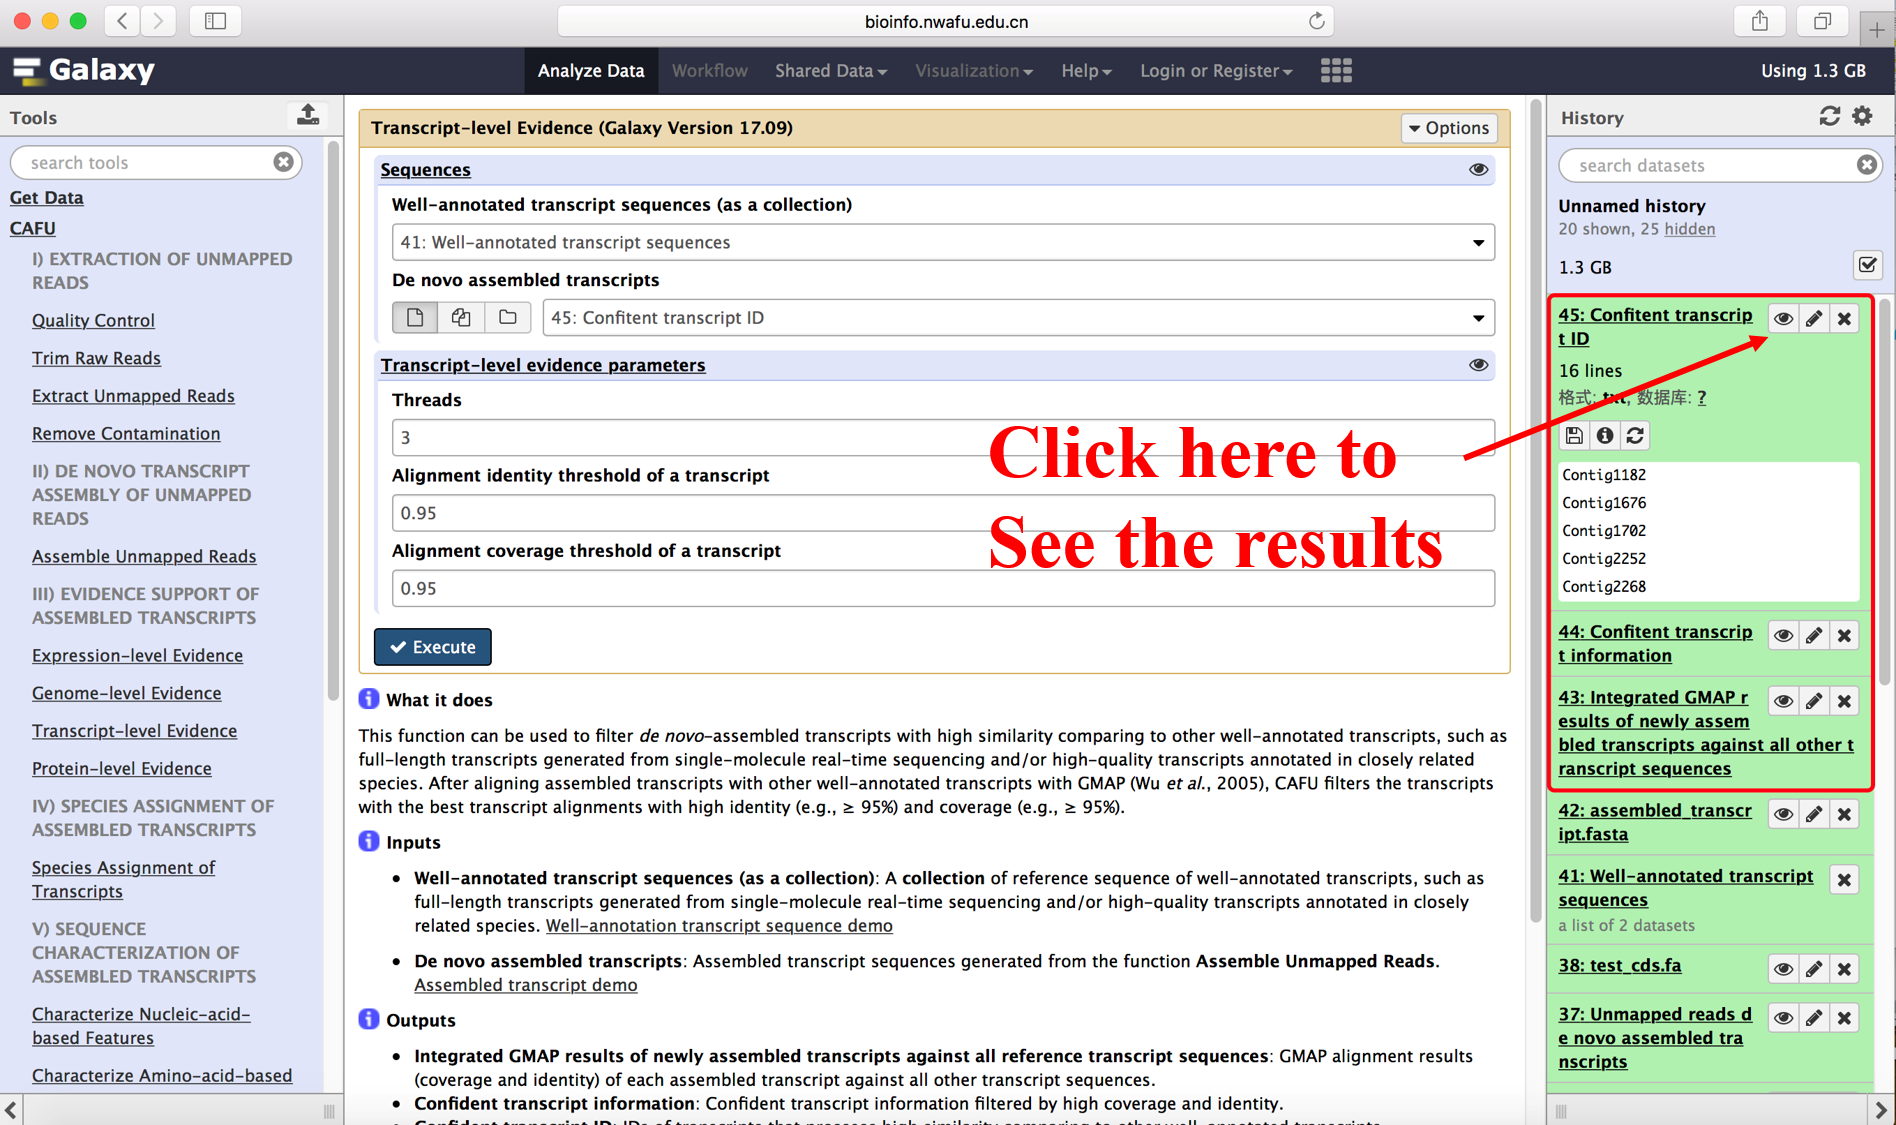 bioinfo.nwafu.edu.cn
Galaxy
Analyze Data
Workflow
Shared Data
Visualization
Help
Login or Register
Using 1.3 GB
Tools
search tools
Get Data
CAFU
I) EXTRACTION OF UNMAPPED
READS
Quality Control
Trim Raw Reads
Extract Unmapped Reads
Remove Contamination
II) DE NOVO TRANSCRIPT
ASSEMBLY OF UNMAPPED
READS
Assemble Unmapped Reads
III) EVIDENCE SUPPORT OF
ASSEMBLED TRANSCRIPTS
Expression-level Evidence
Genome-level Evidence
Transcript-level Evidence
Protein-level Evidence
IV) SPECIES ASSIGNMENT OF
ASSEMBLED TRANSCRIPTS
Species Assignment of
Transcripts
V) SEQUENCE
CHARACTERIZATION OF
ASSEMBLED TRANSCRIPTS
Characterize Nucleic-acid-
based Features
Characterize Amino-acid-based
Transcript-level Evidence (Galaxy Version 17.09)
Options
Sequences
Well-annotated transcript sequences (as a collection)
41: Well-annotated transcript sequences
De novo assembled transcripts
45: Confitent transcript ID
Transcript-level evidence parameters
Threads
3
Alignment identity threshold of a transcript
0.95
Alignment coverage threshold of a transcript
0.95
Execute
Click here to
See the results
What it does
This function can be used to filter de novo-assembled transcripts with high similarity comparing to other well-annotated transcripts, such as
full-length transcripts generated from single-molecule real-time sequencing and/or high-quality transcripts annotated in closely related
species. After aligning assembled transcripts with other well-annotated transcripts with GMAP (Wu et al., 2005), CAFU filters the transcripts
with the best transcript alignments with high identity (e.g., ≥ 95%) and coverage (e.g., ≥ 95%).
Inputs
Well-annotated transcript sequences (as a collection): A collection of reference sequence of well-annotated transcripts, such as
full-length transcripts generated from single-molecule real-time sequencing and/or high-quality transcripts annotated in closely
related species. Well-annotation transcript sequence demo
De novo assembled transcripts: Assembled transcript sequences generated from the function Assemble Unmapped Reads.
Assembled transcript demo
Outputs
Integrated GMAP results of newly assembled transcripts against all reference transcript sequences: GMAP alignment results
(coverage and identity) of each assembled transcript against all other transcript sequences.
Confident transcript information: Confident transcript information filtered by high coverage and identity.
History
search datasets
Unnamed history
20 shown, 25 hidden
1.3 GB
45: Confitent transcrip
t ID
16 lines
格式: txt, 数据库: ?
Contig1182
Contig1676
Contig1702
Contig2252
Contig2268
44: Confitent transcrip
t information
43: Integrated GMAP r
esults of newly assem
bled transcripts against all other t
ranscript sequences
42: assembled_transcr
ipt.fasta
41: Well-annotated transcript
sequences
a list of 2 datasets
38: test_cds.fa
37: Unmapped reads d
e novo assembled tra
nscripts